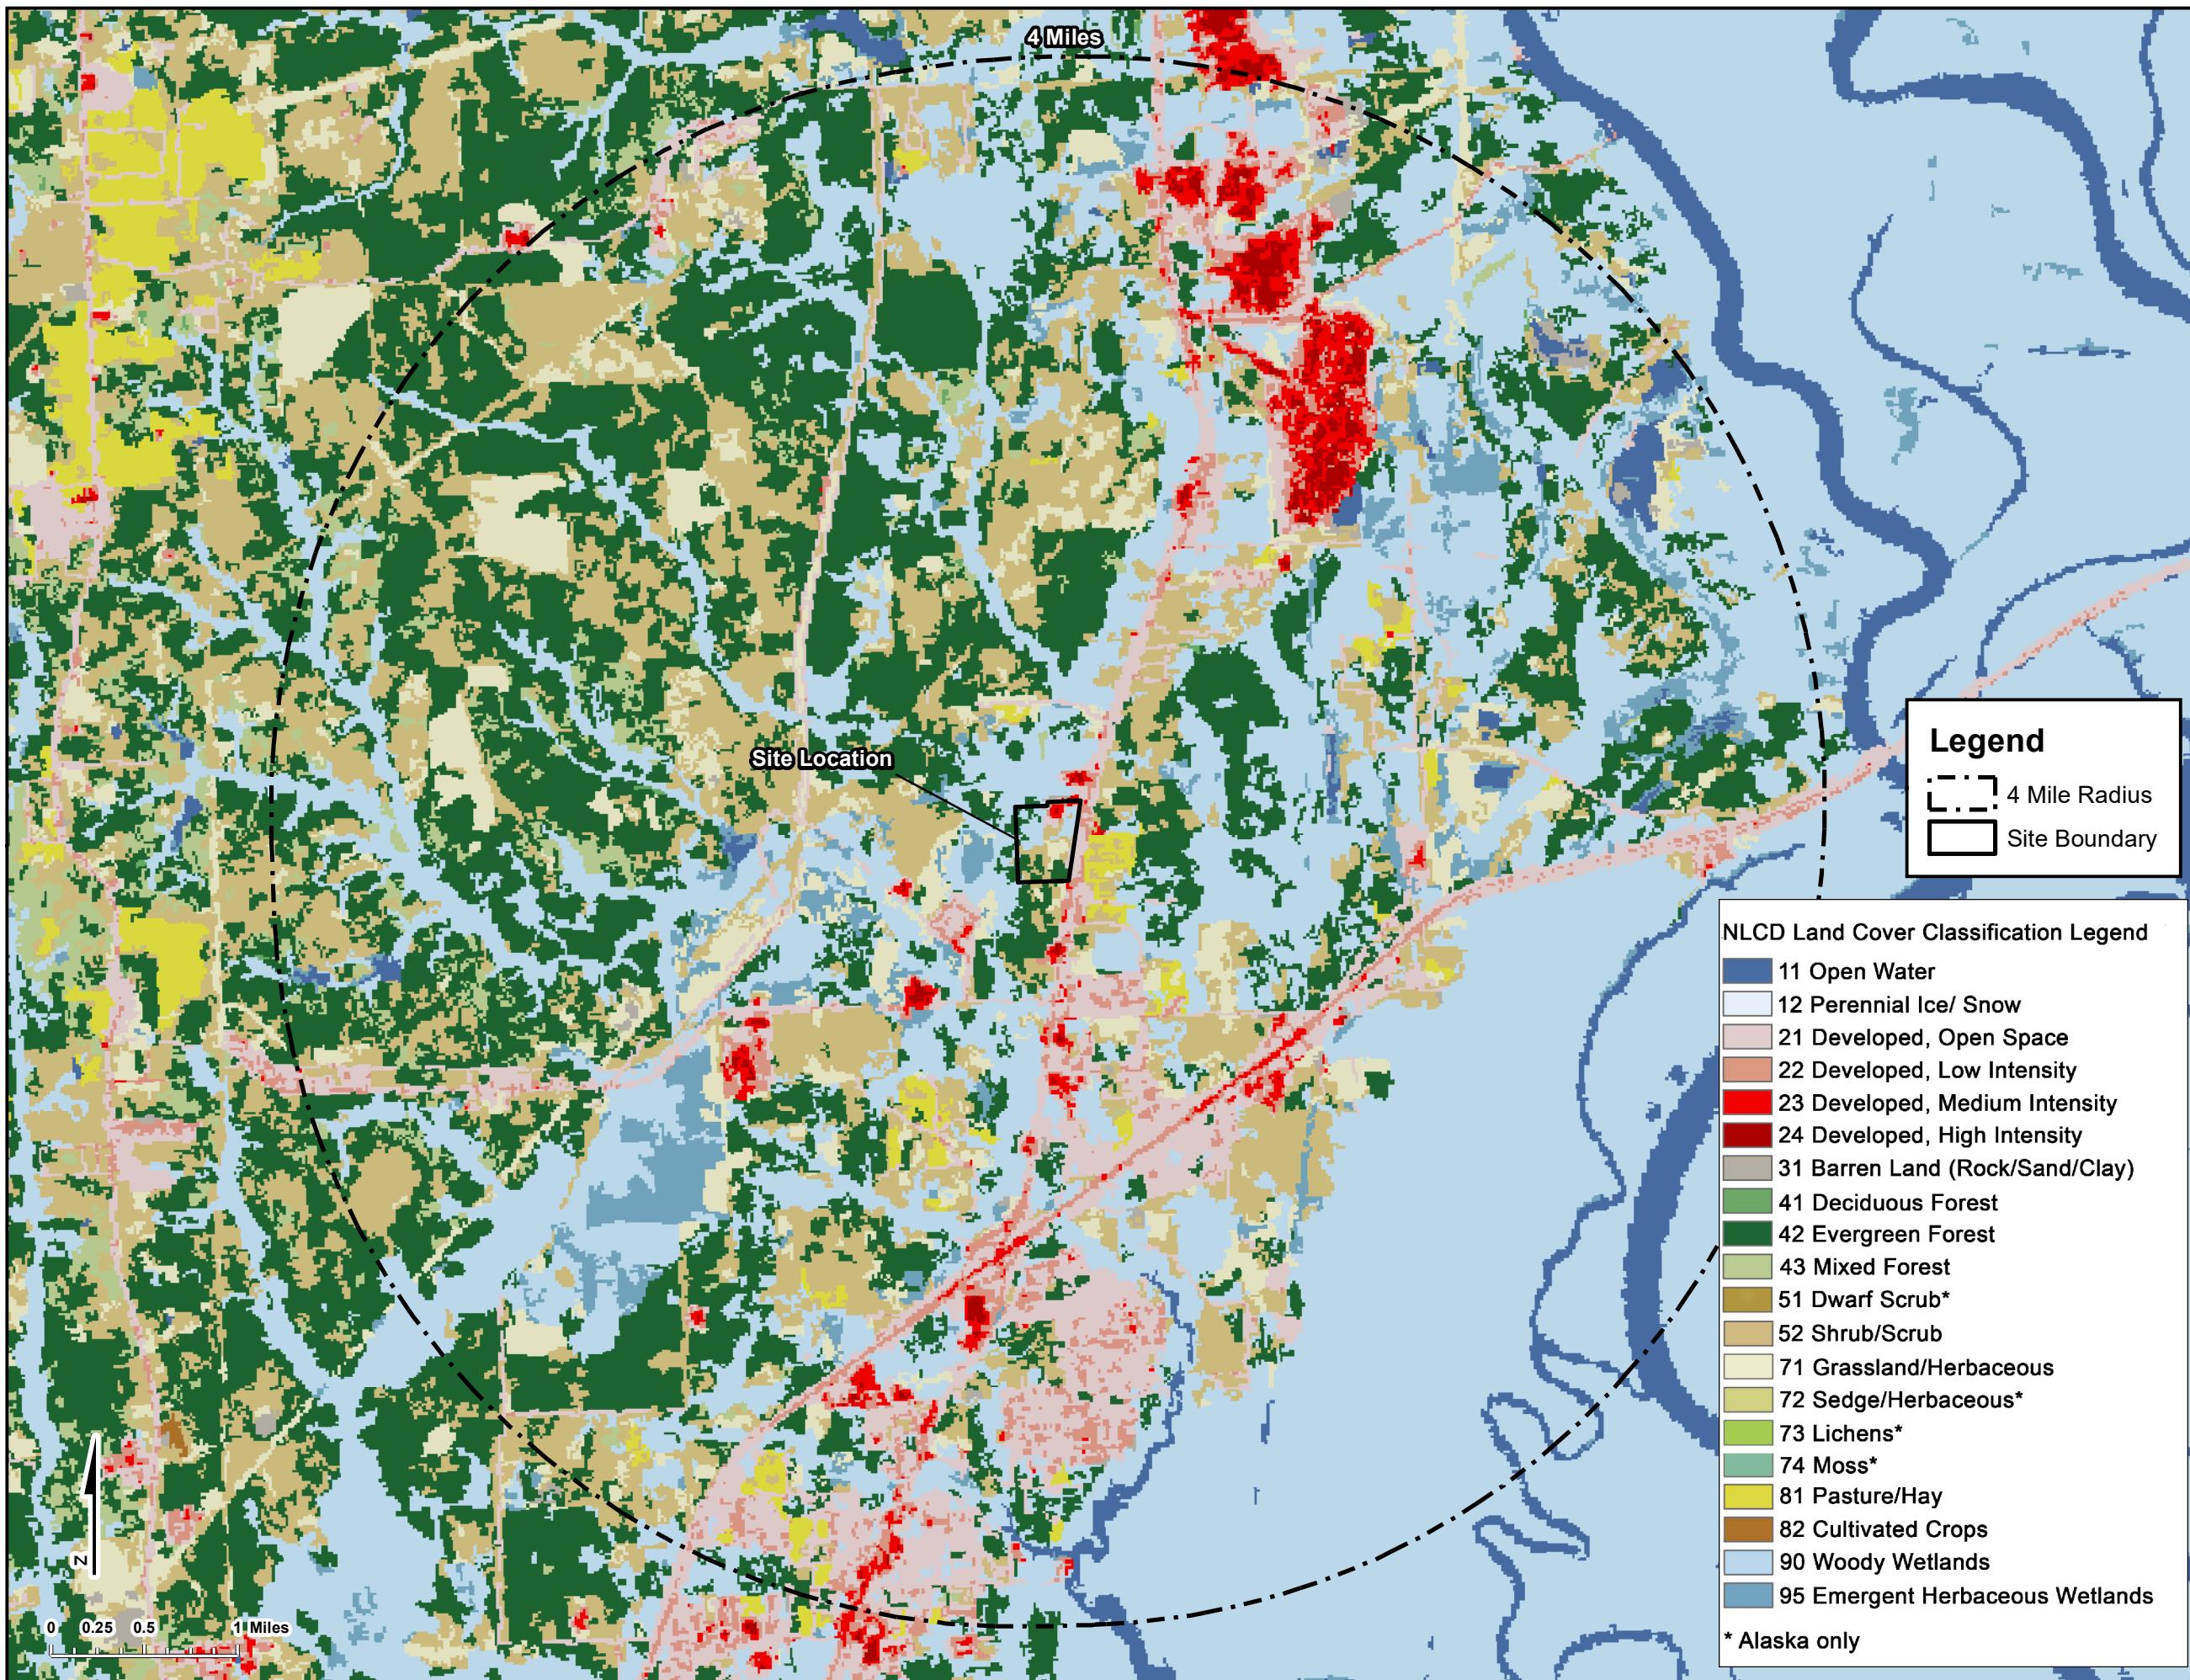 4 Miles
Site Location
Legend
4 Mile Radius
Site Boundary
NLCD Land Cover Classification Legend
11 Open Water
12 Perennial Ice/ Snow
21 Developed, Open Space
22 Developed, Low Intensity
23 Developed, Medium Intensity
24 Developed, High Intensity
31 Barren Land (Rock/Sand/Clay)
41 Deciduous Forest
42 Evergreen Forest
43 Mixed Forest
51 Dwarf Scrub*
52 Shrub/Scrub
71 Grassland/Herbaceous
72 Sedge/Herbaceous*
73 Lichens*
74 Moss*
81 Pasture/Hay
82 Cultivated Crops
90 Woody Wetlands
95 Emergent Herbaceous Wetlands
* Alaska only
N
0 0.25 0.5 1 Miles